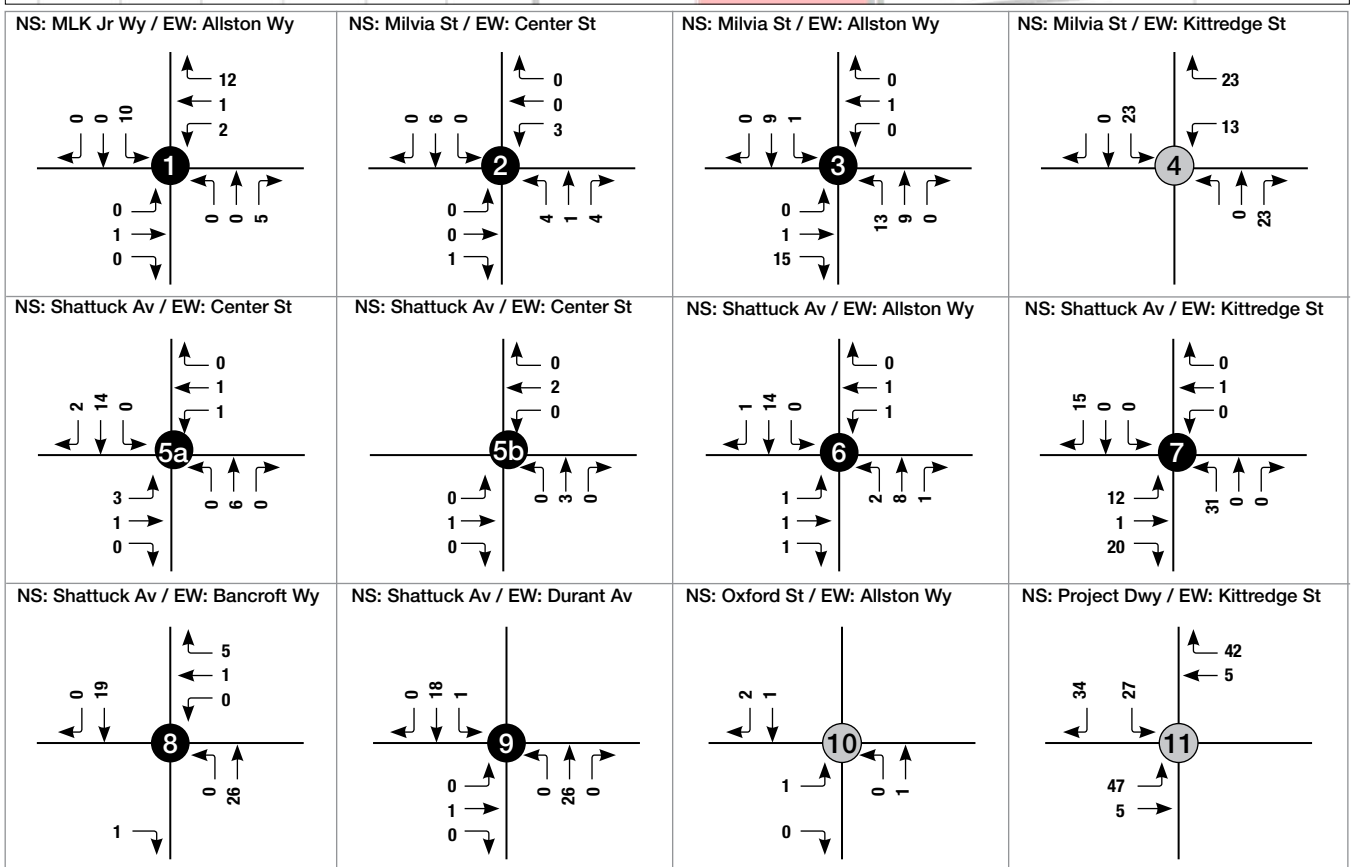 NS: MLK Jr Wy / EW: Allston Wy
0 0 10
12
1
2
1
0
1
0
0 0 5
NS: Milvia St / EW: Center St
0 6 0
0
0
3
2
0
0
1
4 1 4
NS: Milvia St / EW: Allston Wy
0 9 1
0
1
0
3
0
1
15
13 9 0
NS: Milvia St / EW: Kittredge St
0 23
23
13
4
0 23
NS: Shattuck Av / EW: Center St
2 14 0
0
1
1
5a
3
1
0
0 6 0
NS: Shattuck Av / EW: Center St
0
2
0
5b
0
1
0
0 3 0
NS: Shattuck Av / EW: Allston Wy
1 14 0
0
1
1
6
1
1
1
2 8 1
NS: Shattuck Av / EW: Kittredge St
15 0 0
0
1
0
7
12
1
20
31 0 0
NS: Shattuck Av / EW: Bancroft Wy
0 19
5
1
0
8
1
0 26
NS: Shattuck Av / EW: Durant Av
0 18 1
9
0
1
0
0 26 0
NS: Oxford St / EW: Allston Wy
2 1
10
1
0
0 1
NS: Project Dwy / EW: Kittredge St
34 27
42
5
11
47
5